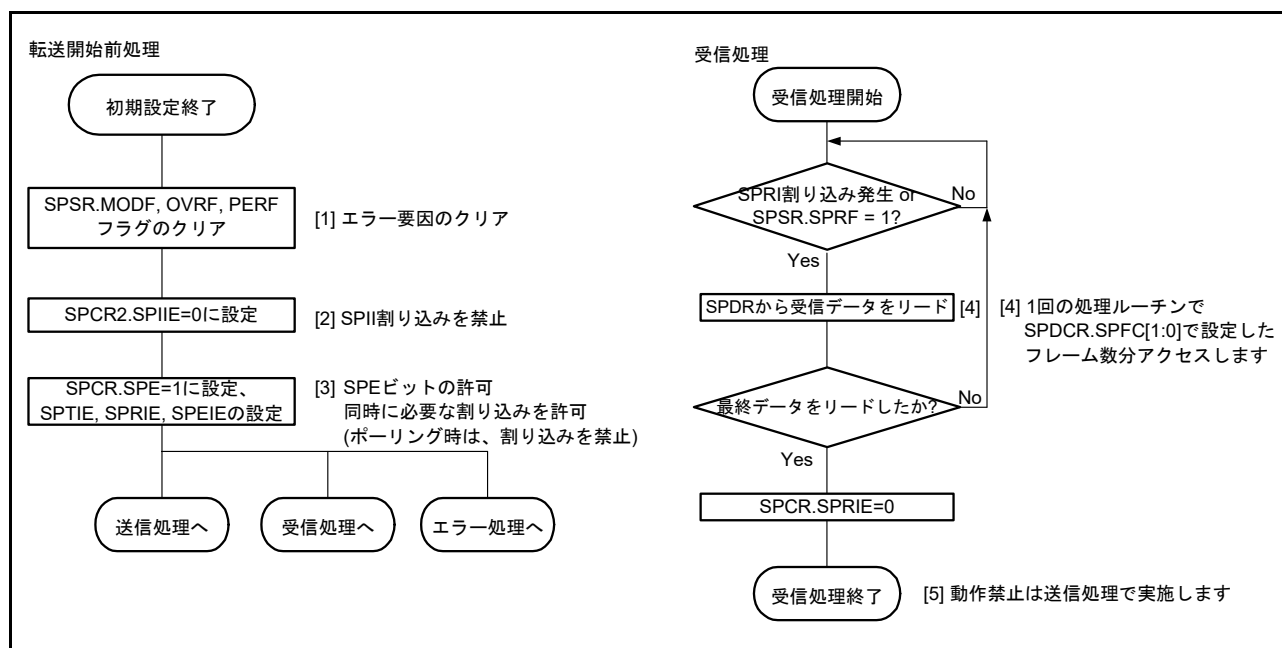 転送開始前処理
初期設定終了
SPSR.MODF, OVRF, PERF
フラグのクリア
[1] エラー要因のクリア
SPCR2.SPIIE=0に設定
[2] SPII割り込みを禁止
SPCR.SPE=1に設定、
SPTIE, SPRIE, SPEIEの設定
[3] SPEビットの許可
同時に必要な割り込みを許可
(ポーリング時は、割り込みを禁止)
送信処理へ
受信処理へ
エラー処理へ
受信処理
受信処理開始
SPRI割り込み発生 or
SPSR.SPRF = 1?
No
Yes
SPDRから受信データをリード
[4]
[4] 1回の処理ルーチンで
SPDCR.SPFC[1:0]で設定した
フレーム数分アクセスします
最終データをリードしたか?
No
Yes
SPCR.SPRIE=0
受信処理終了
[5] 動作禁止は送信処理で実施します